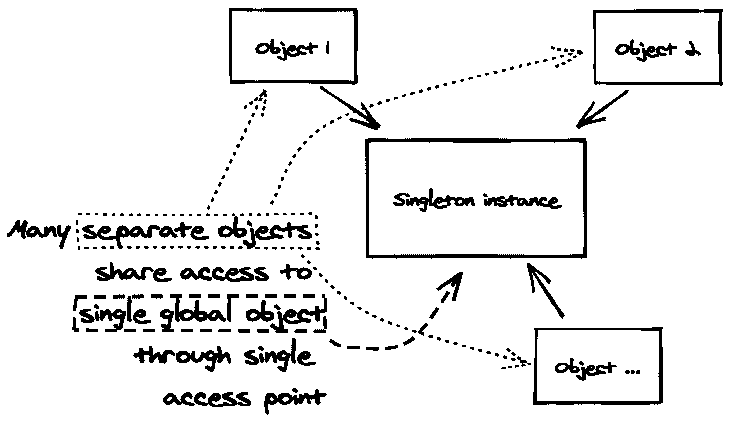 Object 1
Object 2
Singleton instance
Many separate objects
share access to
single global object
through single
access point
Object ...